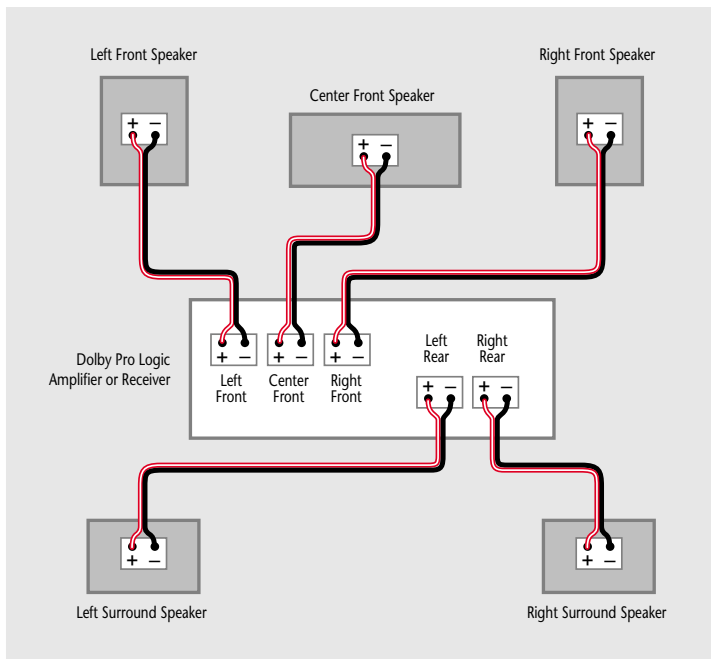 Left Front Speaker
Right Front Speaker
Center Front Speaker
+ −
+ −
+ −
Dolby Pro Logic
Amplifier or Receiver
+ −
+ −
+ −
Left
Front
Center
Front
Right
Front
Left
Rear
Right
Rear
+ −
+ −
+ −
+ −
Left Surround Speaker
Right Surround Speaker